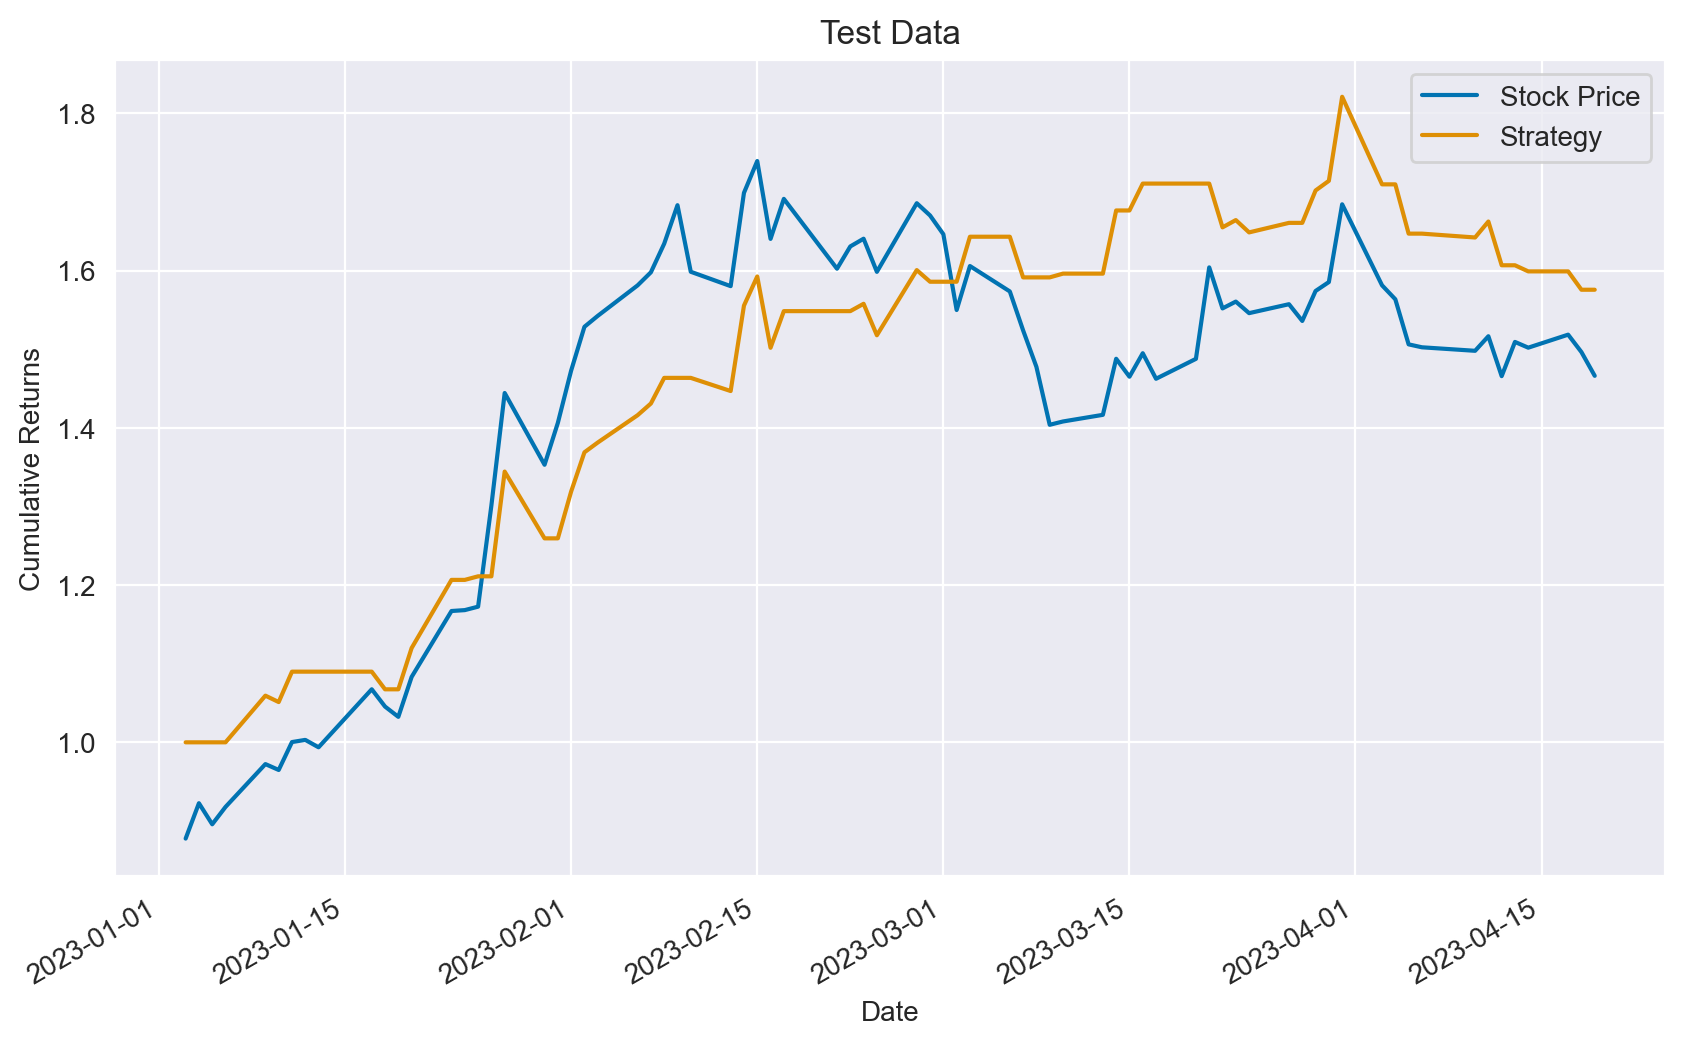 Test Data
Stock Price
Strategy
Cumulative Returns
1.8
1.6
1.4
1.2
1.0
2023-01-01
2023-01-15
2023-02-01
2023-02-15
2023-03-01
2023-03-15
2023-04-01
2023-04-15
Date